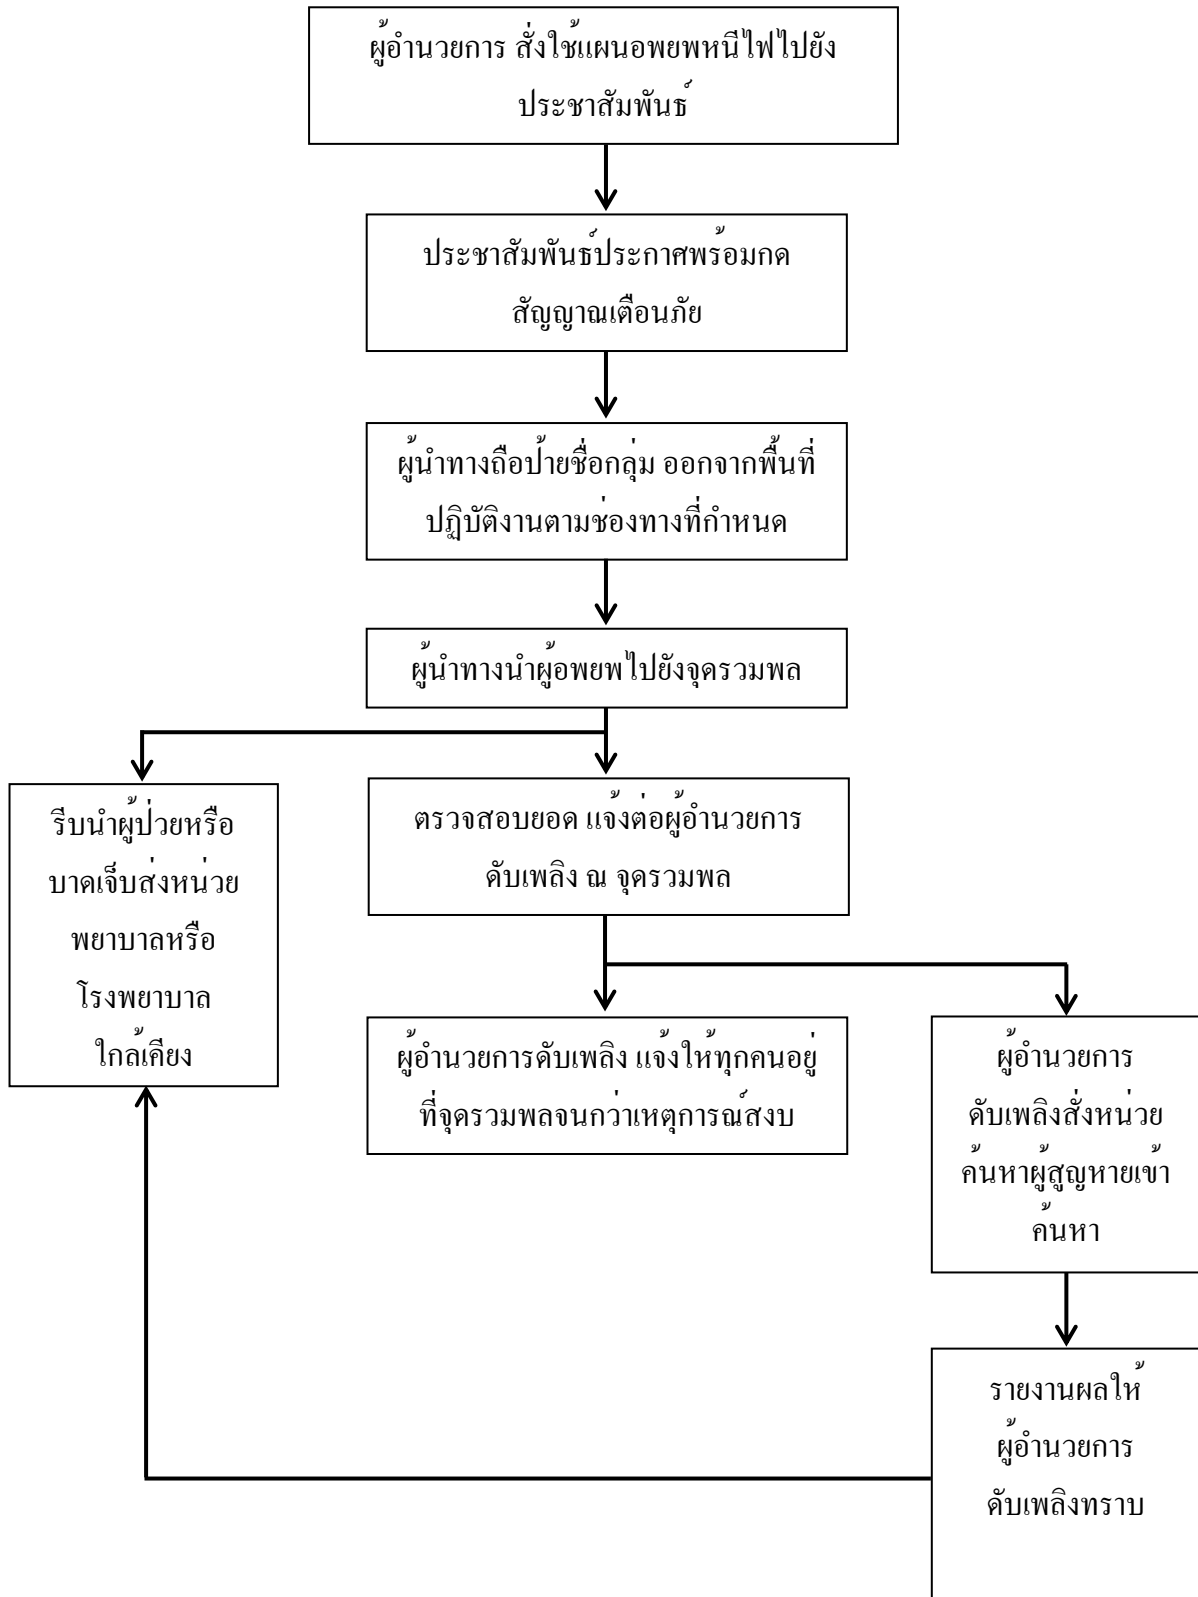 ผู้อำนวยการ สั่งใช้แผนอพยพหนีไฟไปยัง
ประชาสัมพันธ์
ประชาสัมพันธ์ประกาศพร้อมกด
สัญญาณเตือนภัย
ผู้นำทางถือป้ายชื่อกลุ่ม ออกจากพื้นที่
ปฏิบัติงานตามช่องทางที่กำหนด
ผู้นำทางนำผู้อพยพไปยังจุดรวมพล
รีบนำผู้ป่วยหรือ
บาดเจ็บส่งหน่วย
พยาบาลหรือ
โรงพยาบาล
ใกล้เคียง
ตรวจสอบยอด แจ้งต่อผู้อำนวยการ
ดับเพลิง ณ จุดรวมพล
ผู้อำนวยการดับเพลิง แจ้งให้ทุกคนอยู่
ที่จุดรวมพลจนกว่าเหตุการณ์สงบ
ผู้อำนวยการ
ดับเพลิงสั่งหน่วย
ค้นหาผู้สูญหายเข้า
ค้นหา
รายงานผลให้
ผู้อำนวยการ
ดับเพลิงทราบ